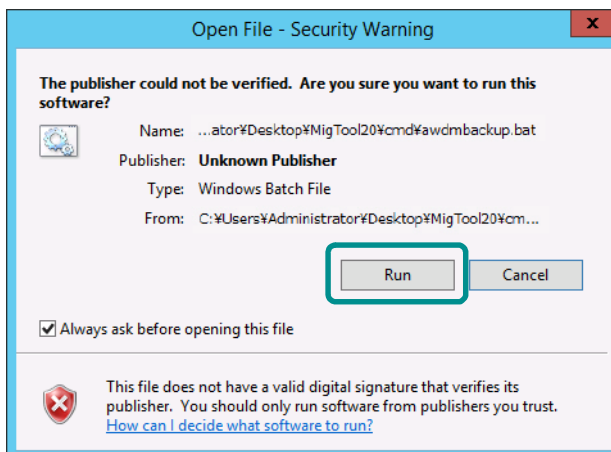 Open File - Security Warning
x
The publisher could not be verified. Are you sure you want to run this
software?
Name: ...ator¥Desktop¥MigTool20¥cmd¥awdmbackup.bat
Publisher: Unknown Publisher
Type: Windows Batch File
From: C:¥Users¥Administrator¥Desktop¥MigTool20¥cm...
Run Cancel
Always ask before opening this file
This file does not have a valid digital signature that verifies its
publisher. You should only run software from publishers you trust.
How can I decide what software to run?